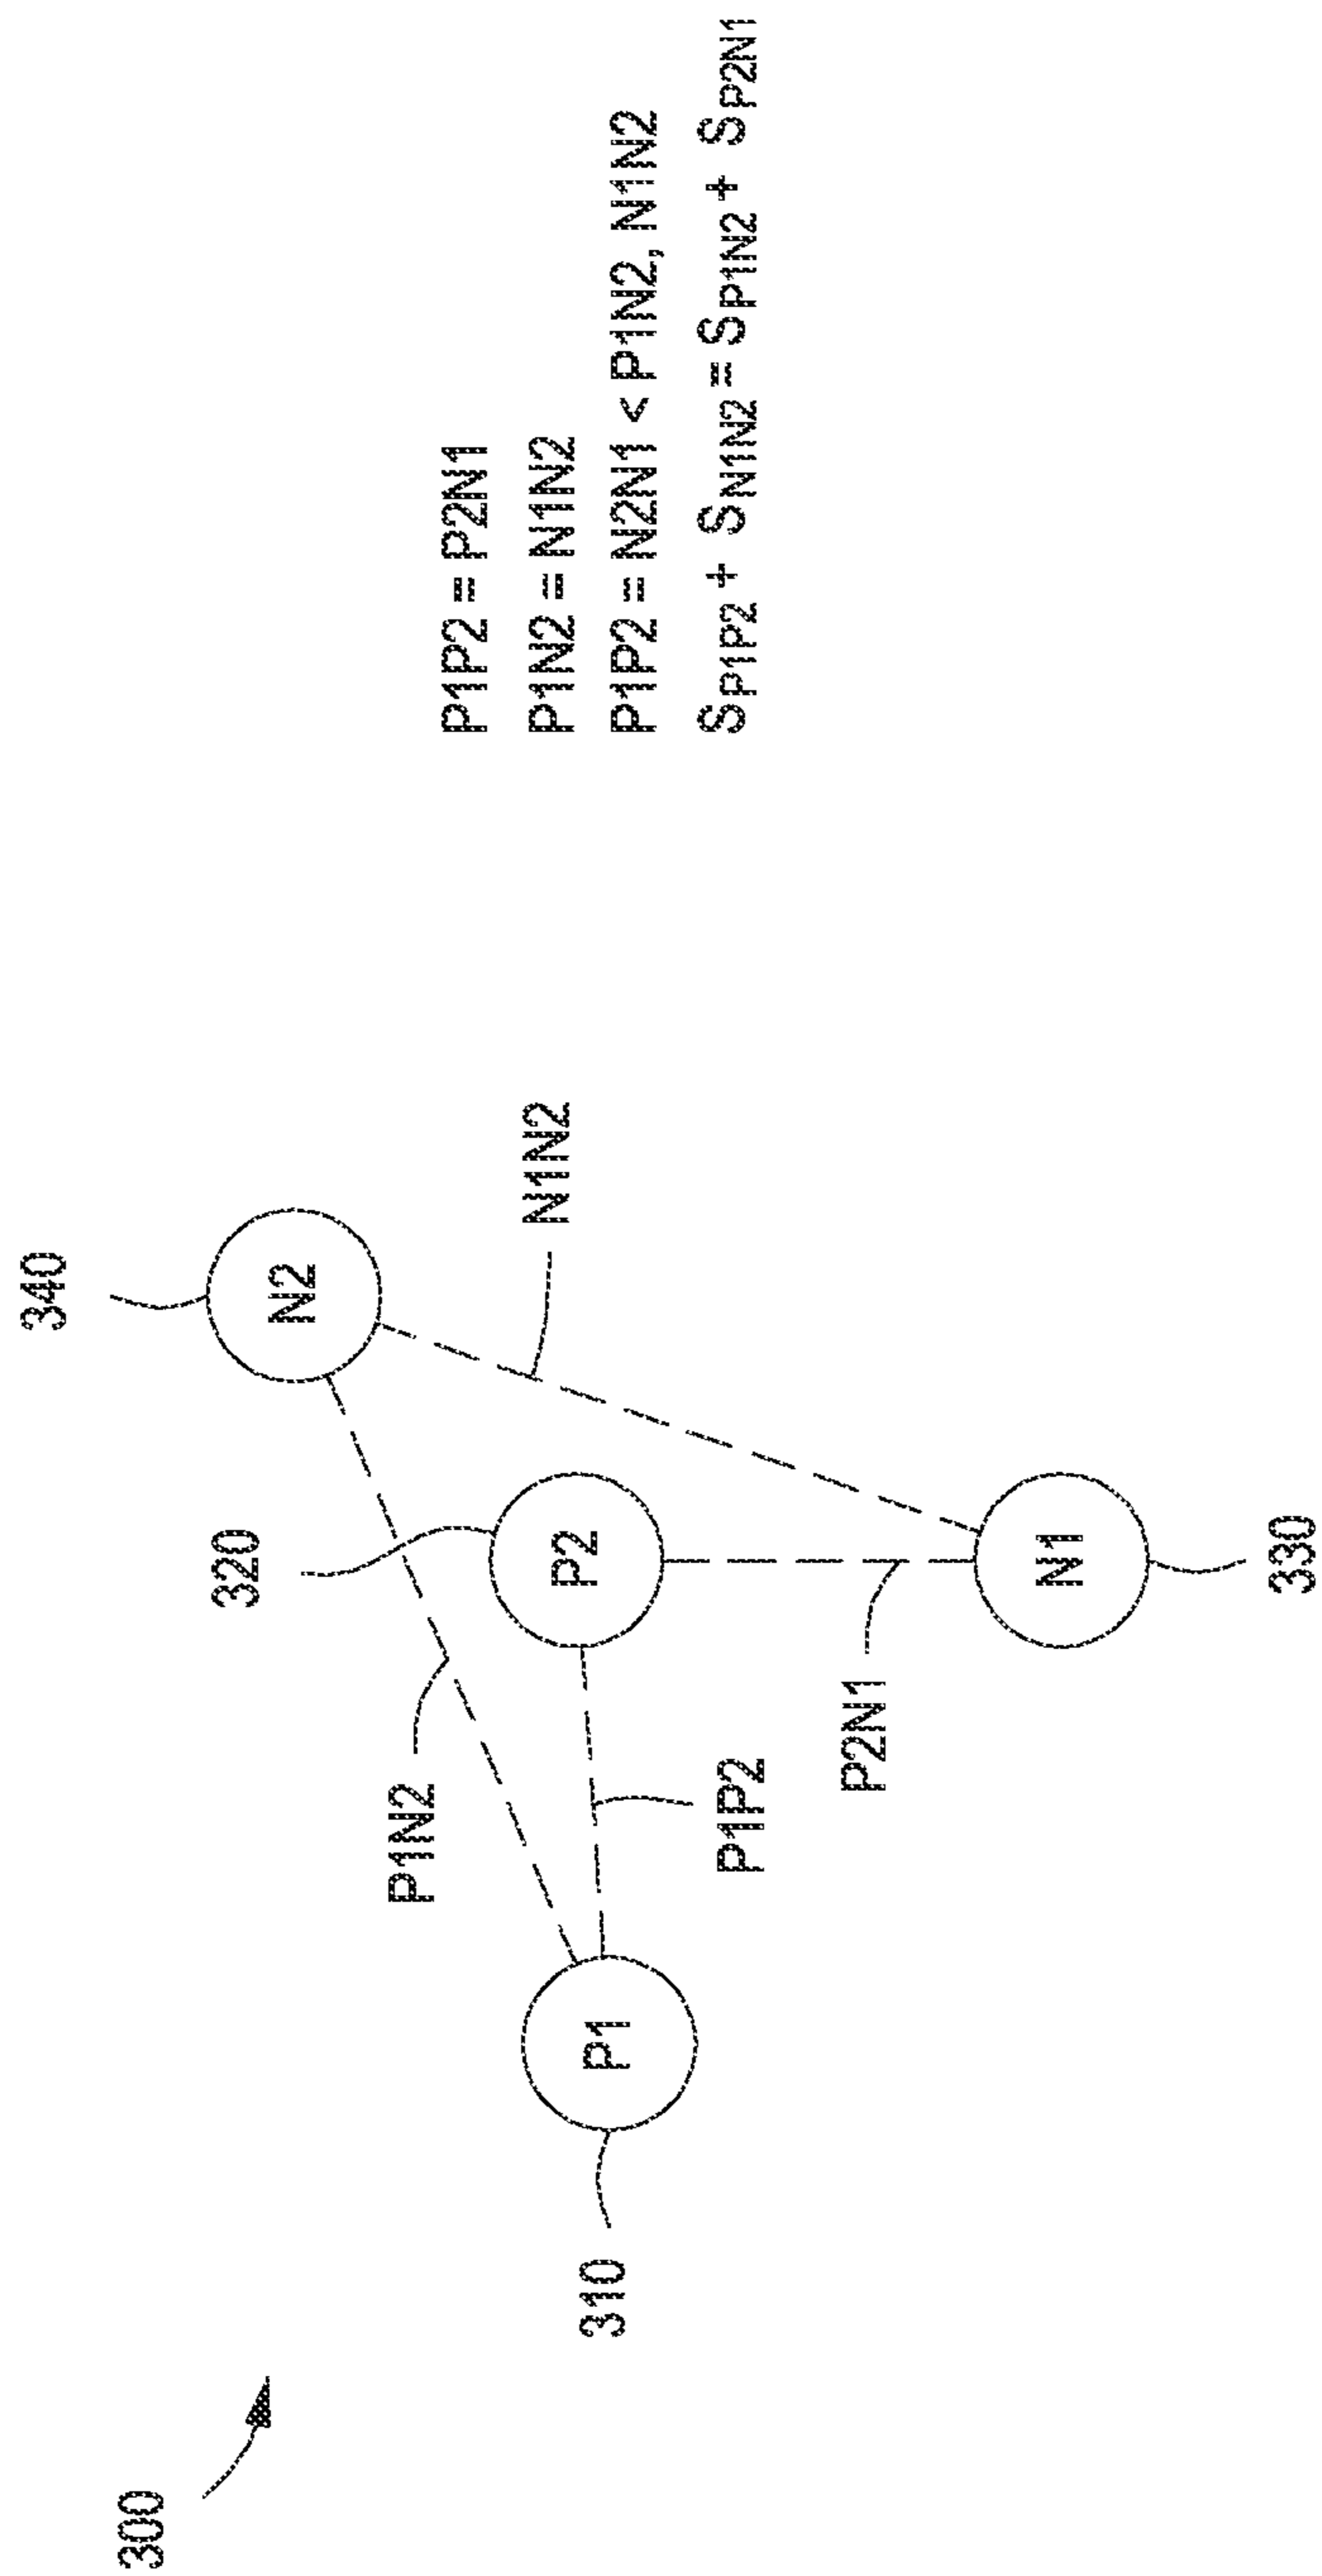 300
310
P1
P1N2
P1P2
320
P2
P2N1
N1
330
340
N2
N1N2
P1P2 = P2N1
P1N2 = N1N2
P1P2 = N2N1 < P1N2, N1N2
SP1P2 + SN1N2 = SP1N2 + SP2N1